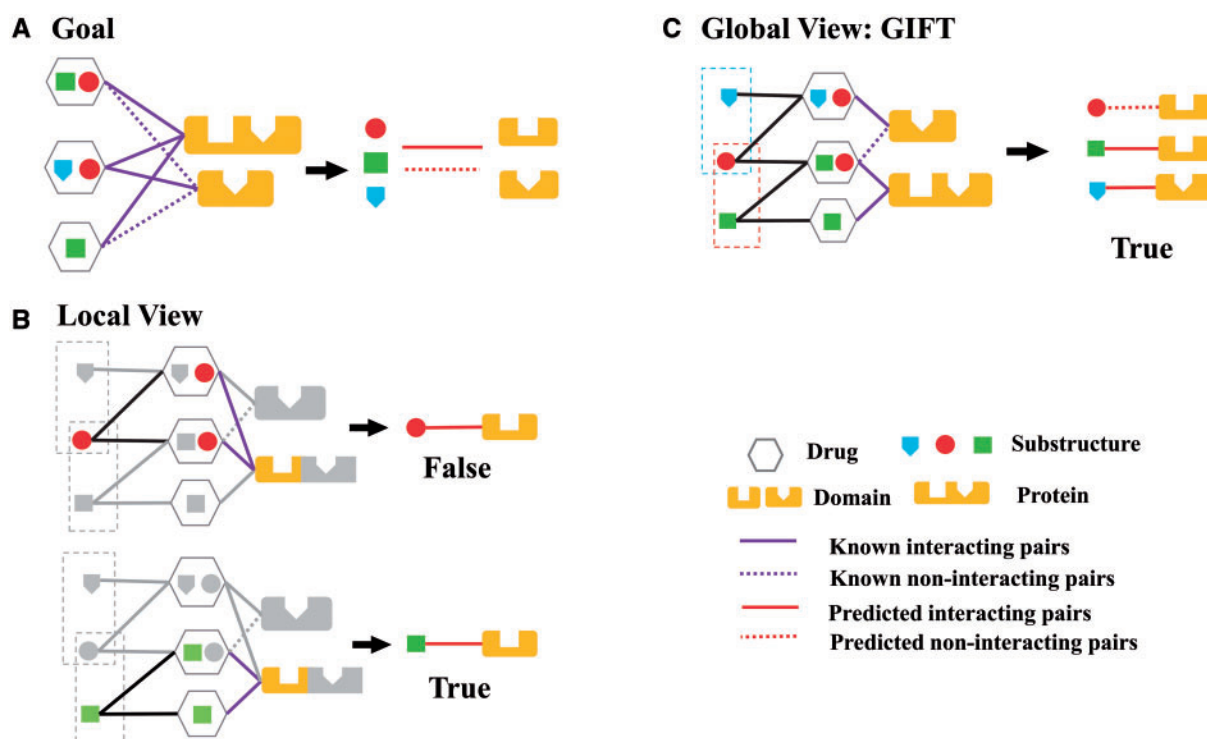 A Goal
B Local View
False
True
C Global View: GIFT
True
Drug
Substructure
Domain
Protein
Known interacting pairs
Known non-interacting pairs
Predicted interacting pairs
Predicted non-interacting pairs